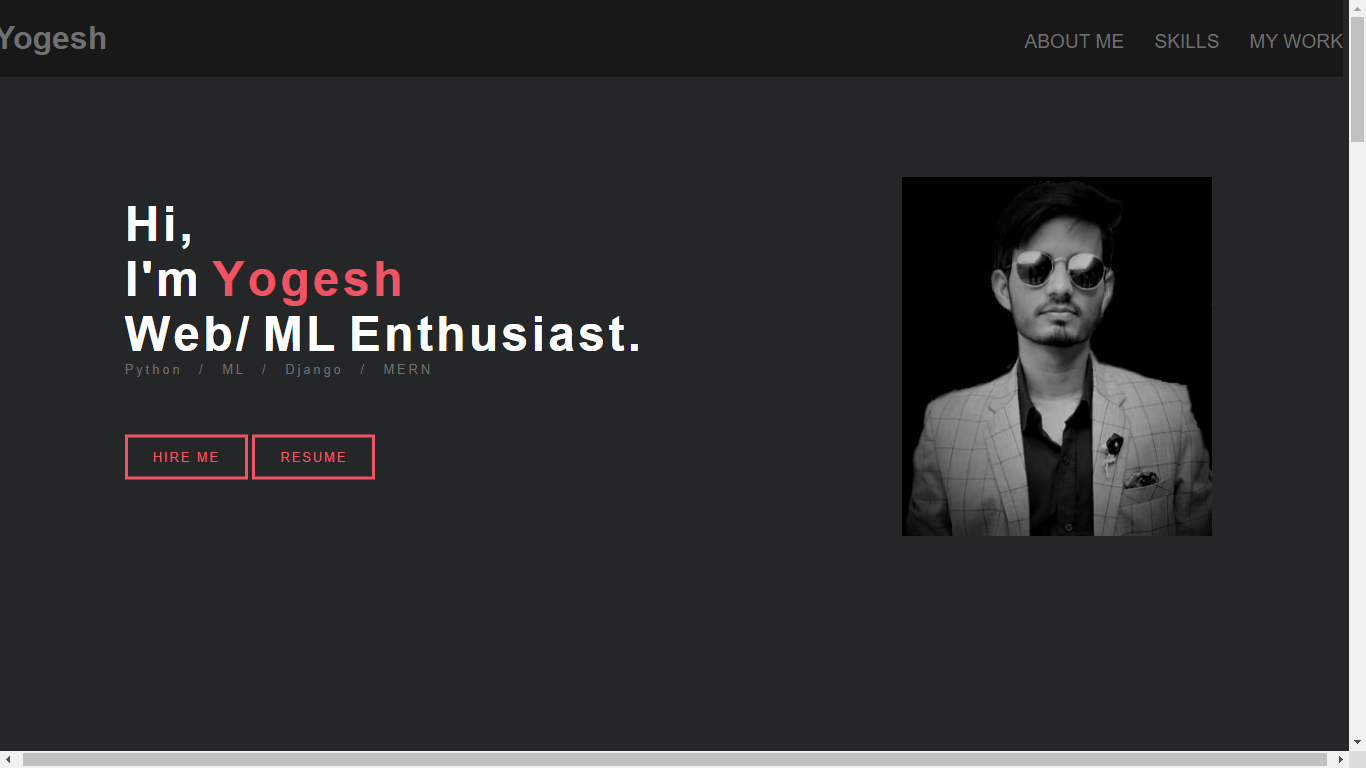 Yogesh
ABOUT ME SKILLS MY WORK
Hi,
I'm Yogesh
Web/ ML Enthusiast.
Python / ML / Django / MERN
HIRE ME RESUME